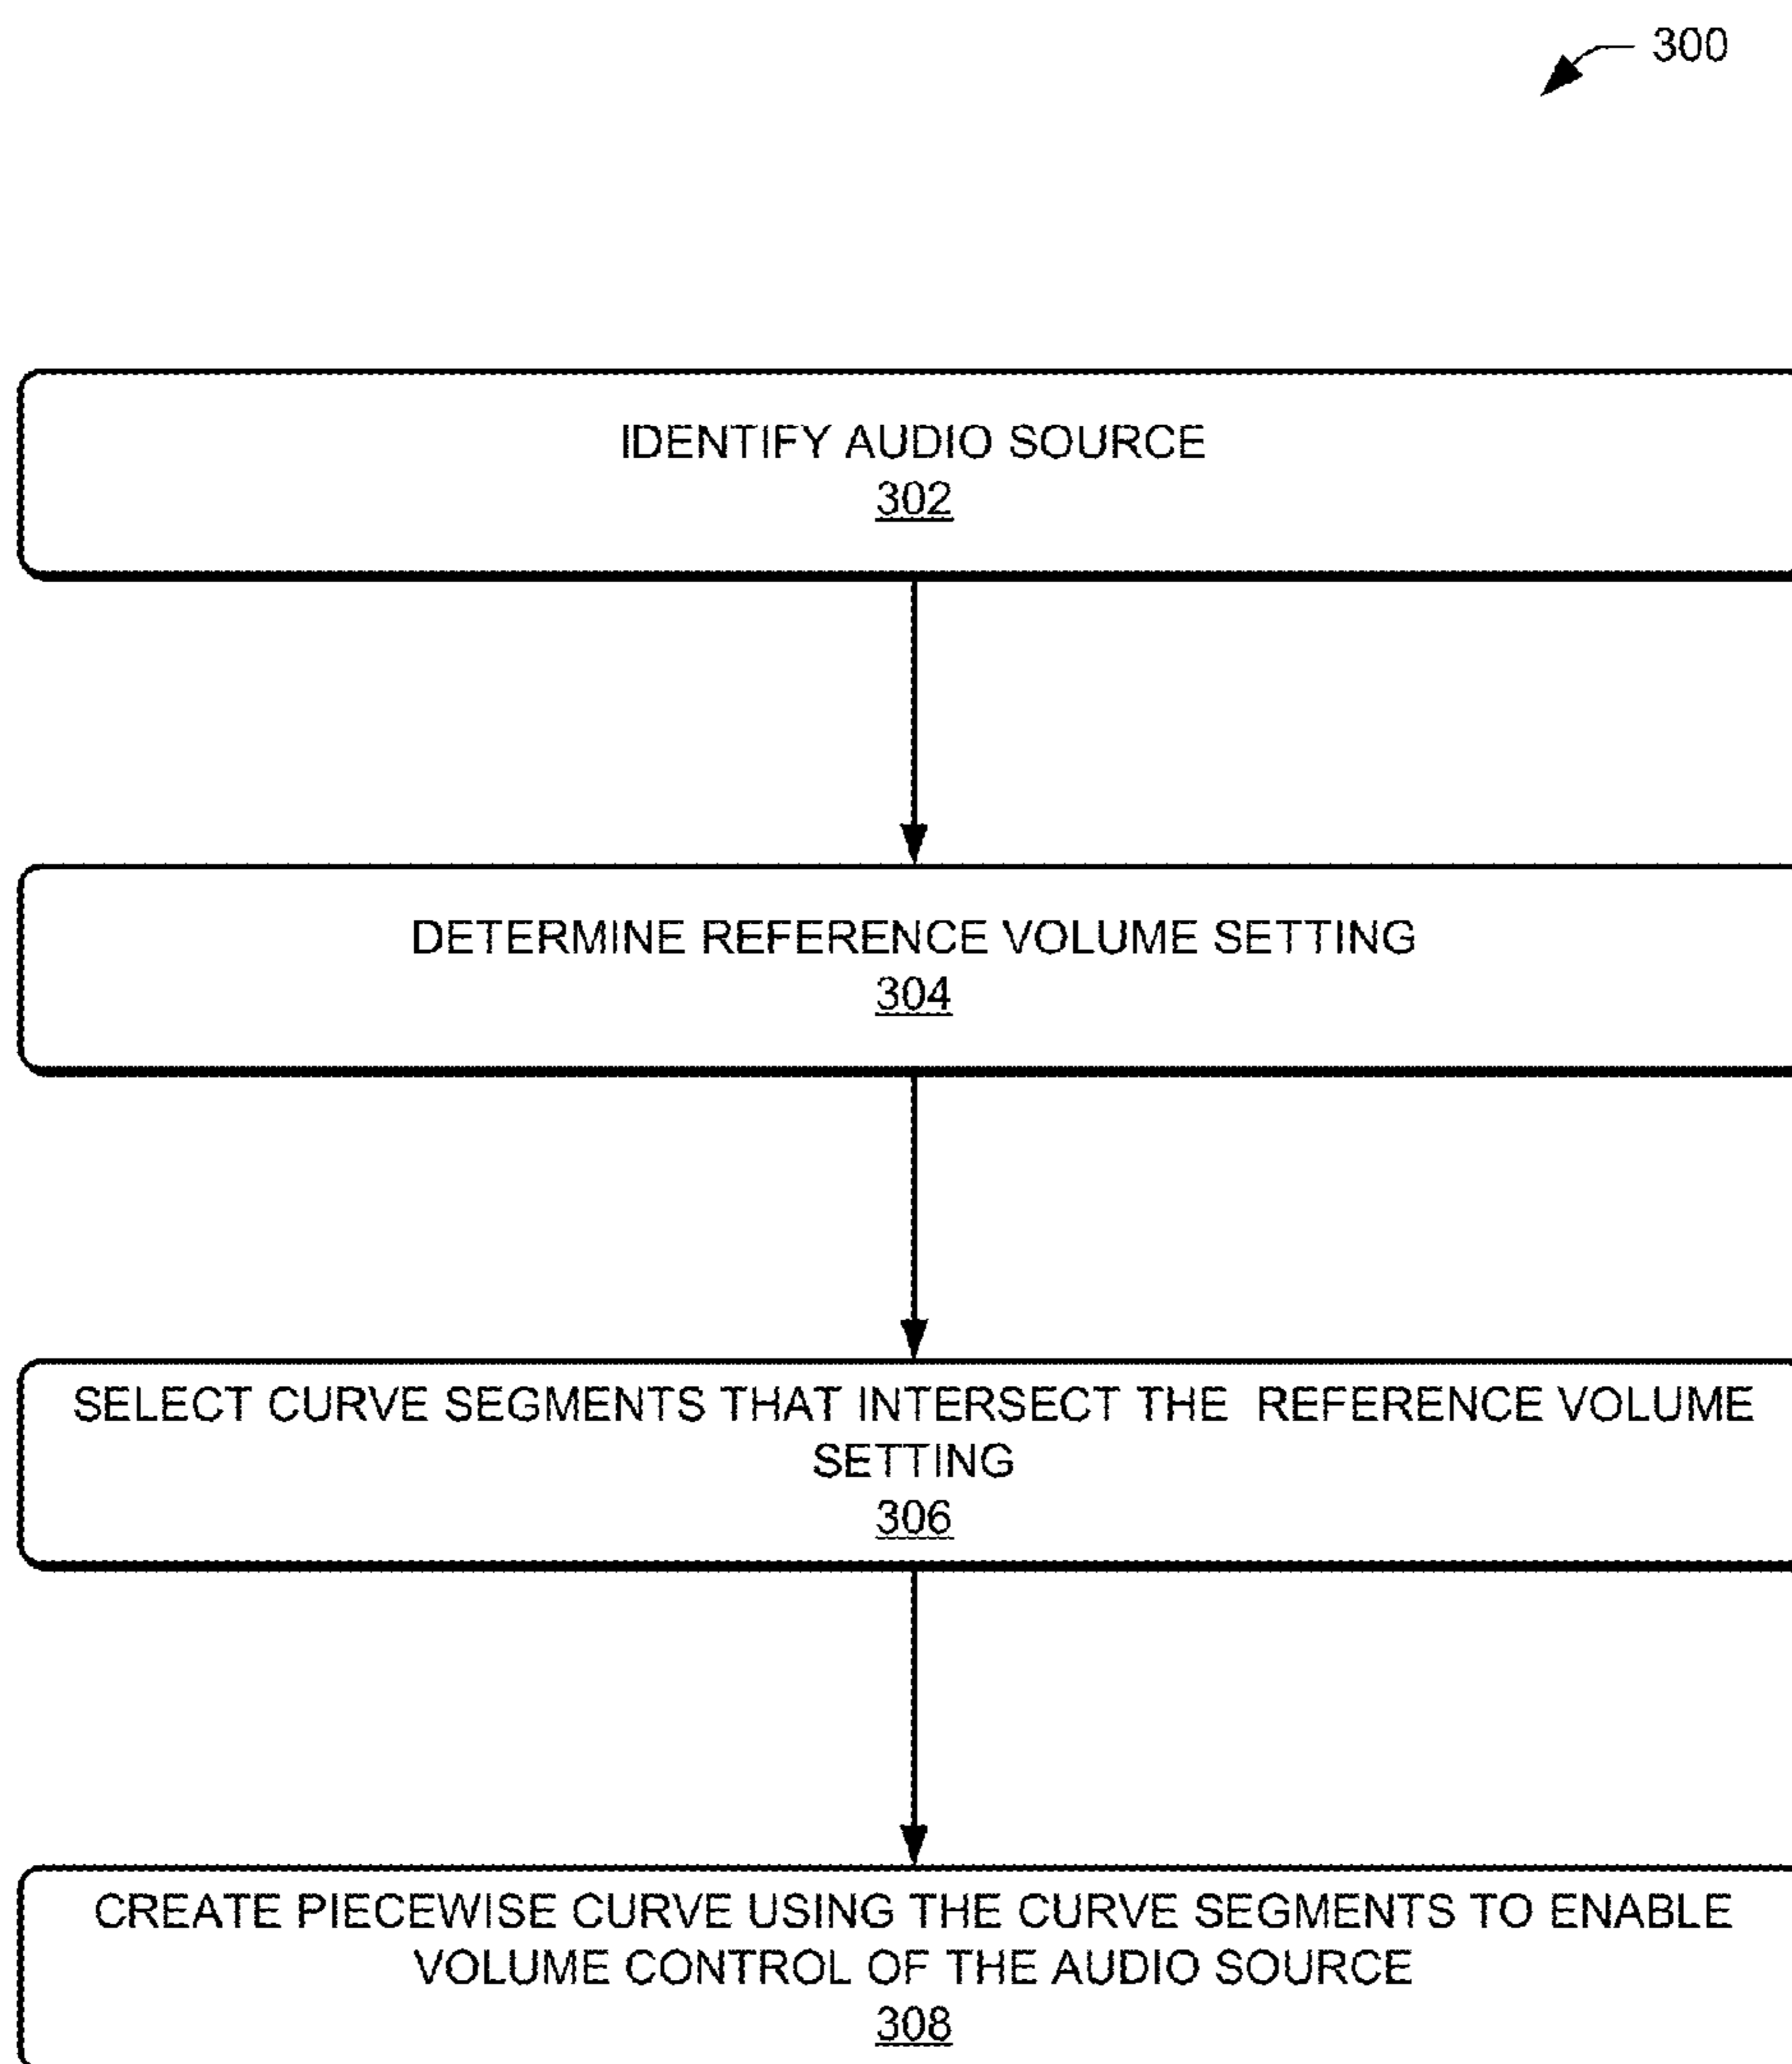 300
IDENTIFY AUDIO SOURCE
302
DETERMINE REFERENCE VOLUME SETTING
304
SELECT CURVE SEGMENTS THAT INTERSECT THE REFERENCE VOLUME
SETTING
306
CREATE PIECEWISE CURVE USING THE CURVE SEGMENTS TO ENABLE
VOLUME CONTROL OF THE AUDIO SOURCE
308